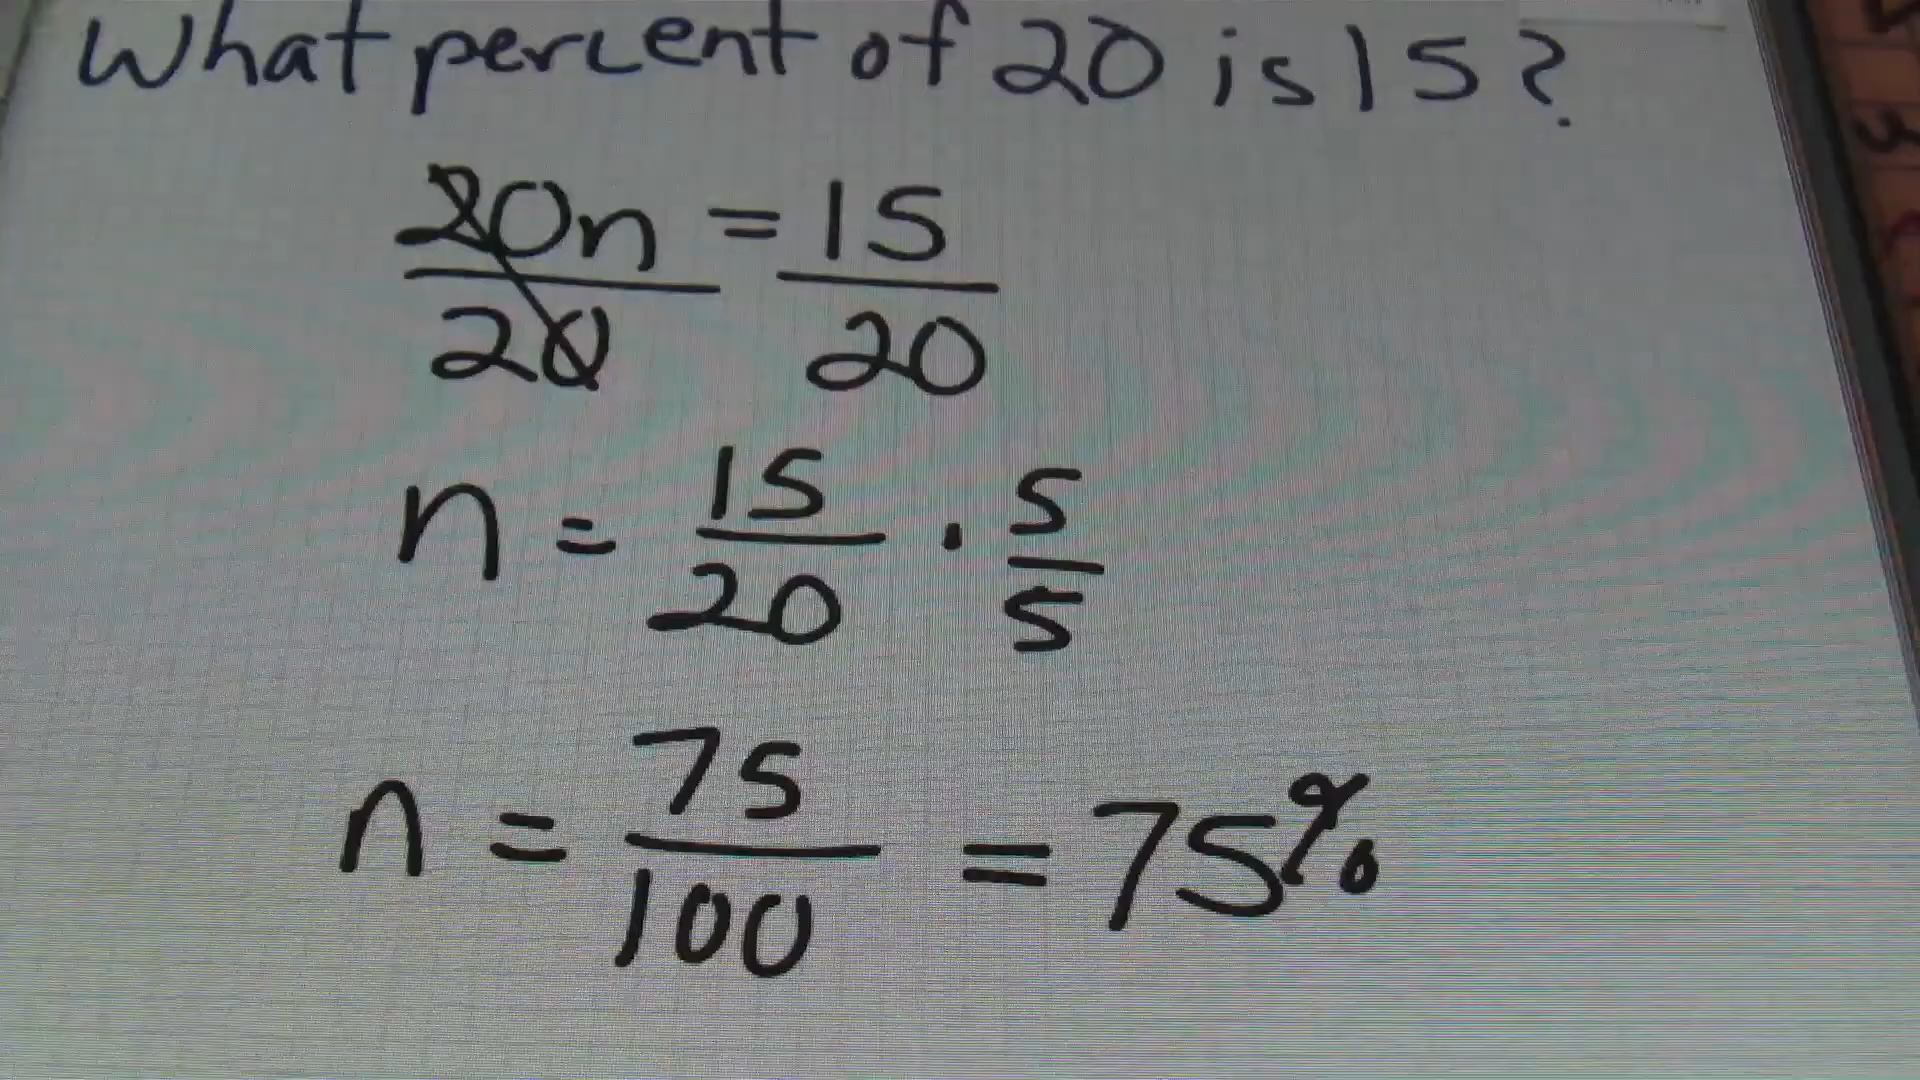 What percent of 20 is 15?
20n = 15
20 20
n = 15/20 · 5/5
n = 75/100 = 75%